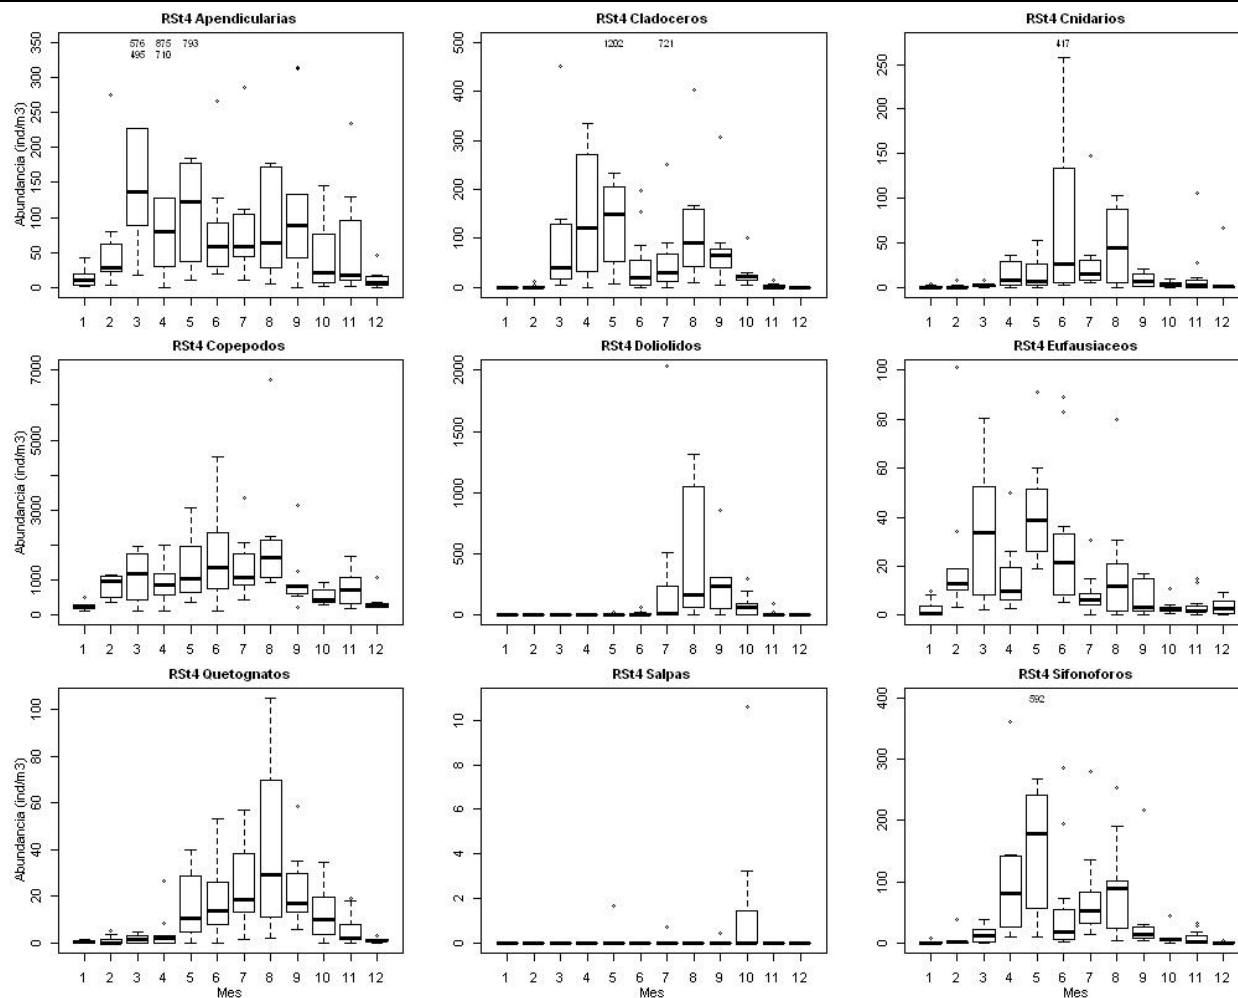 RSt4 Apendicularias
576 875 793
495 710
350
300
250
200
150
100
50
0
Abundancia (ind/m3)
1 2 3 4 5 6 7 8 9 10 11 12
RSt4 Cladoceros
1202 721
500
400
300
200
100
0
1 2 3 4 5 6 7 8 9 10 11 12
RSt4 Cnidarios
417
250
200
150
100
50
0
1 2 3 4 5 6 7 8 9 10 11 12
RSt4 Copepodos
7000
5000
3000
1000
0
Abundancia (ind/m3)
1 2 3 4 5 6 7 8 9 10 11 12
RSt4 Doliolidos
2000
1500
1000
500
0
1 2 3 4 5 6 7 8 9 10 11 12
RSt4 Eufausiaceos
100
80
60
40
20
0
1 2 3 4 5 6 7 8 9 10 11 12
RSt4 Quetognatos
100
80
60
40
20
0
Abundancia (ind/m3)
1 2 3 4 5 6 7 8 9 10 11 12
Mes
RSt4 Salpas
10
8
6
4
2
0
1 2 3 4 5 6 7 8 9 10 11 12
Mes
RSt4 Sifonoforos
592
400
300
200
100
0
1 2 3 4 5 6 7 8 9 10 11 12
Mes